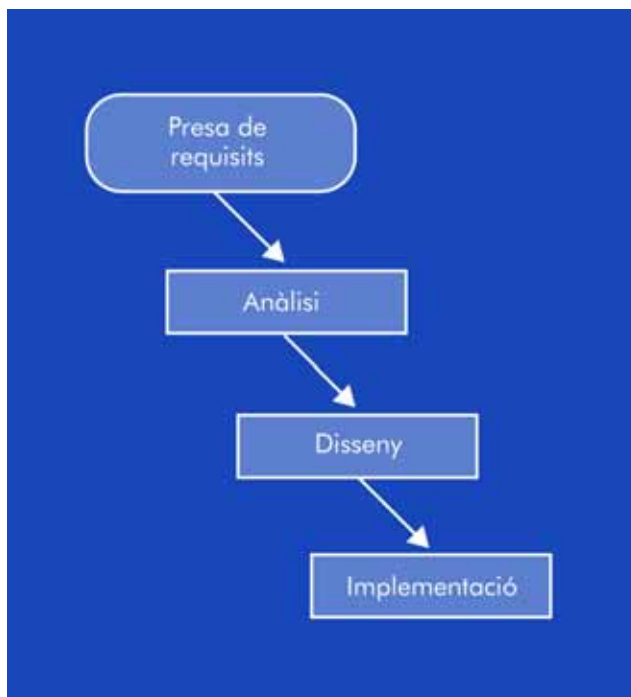 Presa de
requisits
Anàlisi
Disseny
Implementació